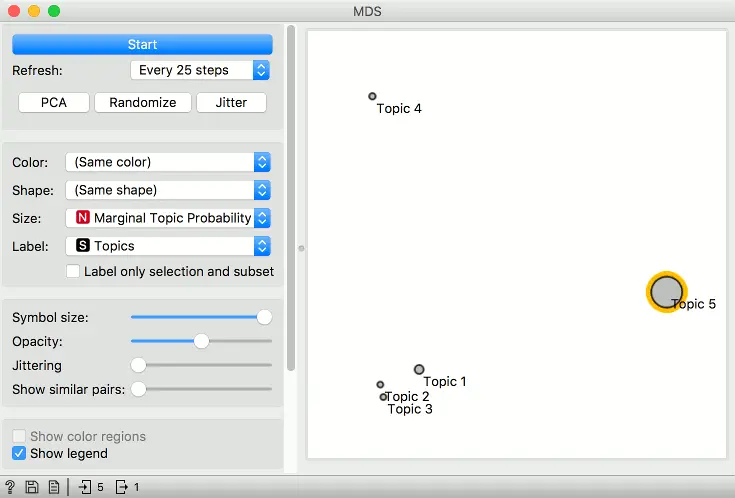 MDS
Start
Refresh: Every 25 steps
PCA Randomize Jitter
Color: (Same color)
Shape: (Same shape)
Size: N Marginal Topic Probability
Label: S Topics
Label only selection and subset
Symbol size:
Opacity:
Jittering
Show similar pairs:
Show color regions
Show legend
? 5 1
Topic 4
Topic 5
Topic 1
Topic 2
Topic 3